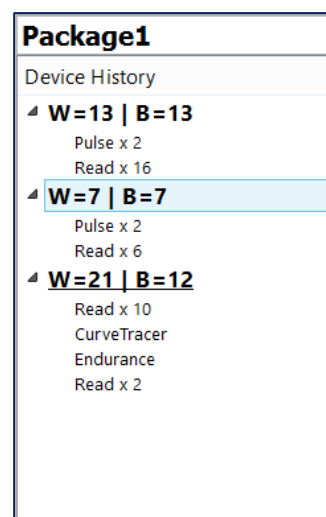 Package1
Device History
W=13 | B=13
Pulse x 2
Read x 16
W=7 | B=7
Pulse x 2
Read x 6
W=21 | B=12
Read x 10
CurveTracer
Endurance
Read x 2